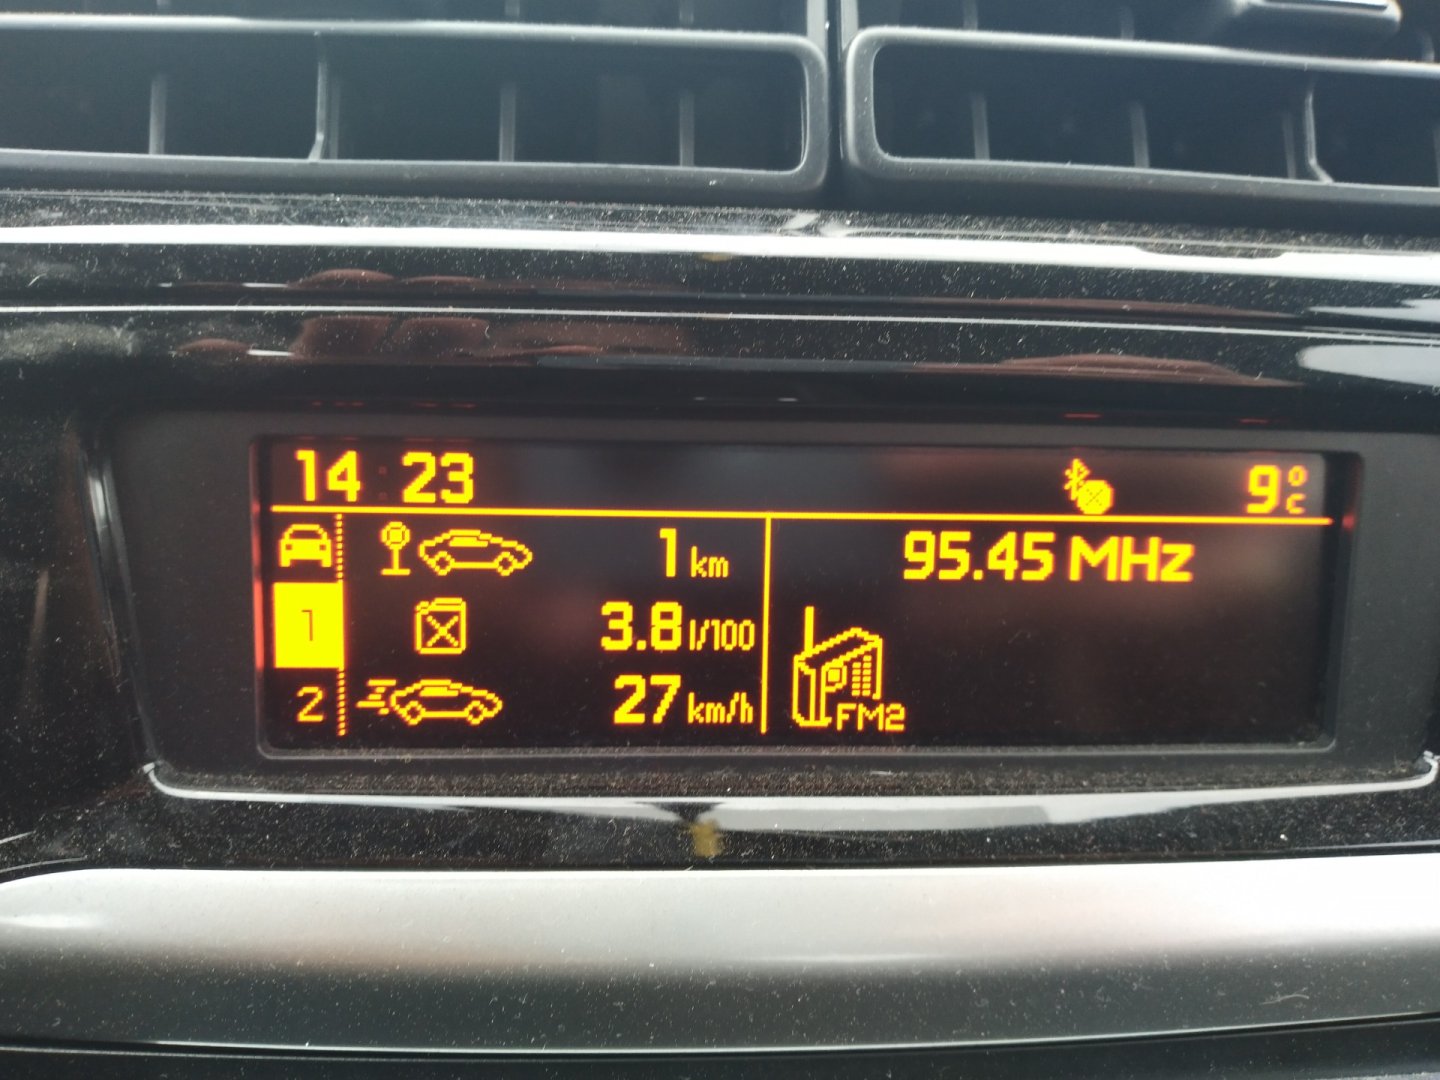 14:23 9°C
1 km
1 3.8 l/100
2 27 km/h
95.45 MHz
FM2